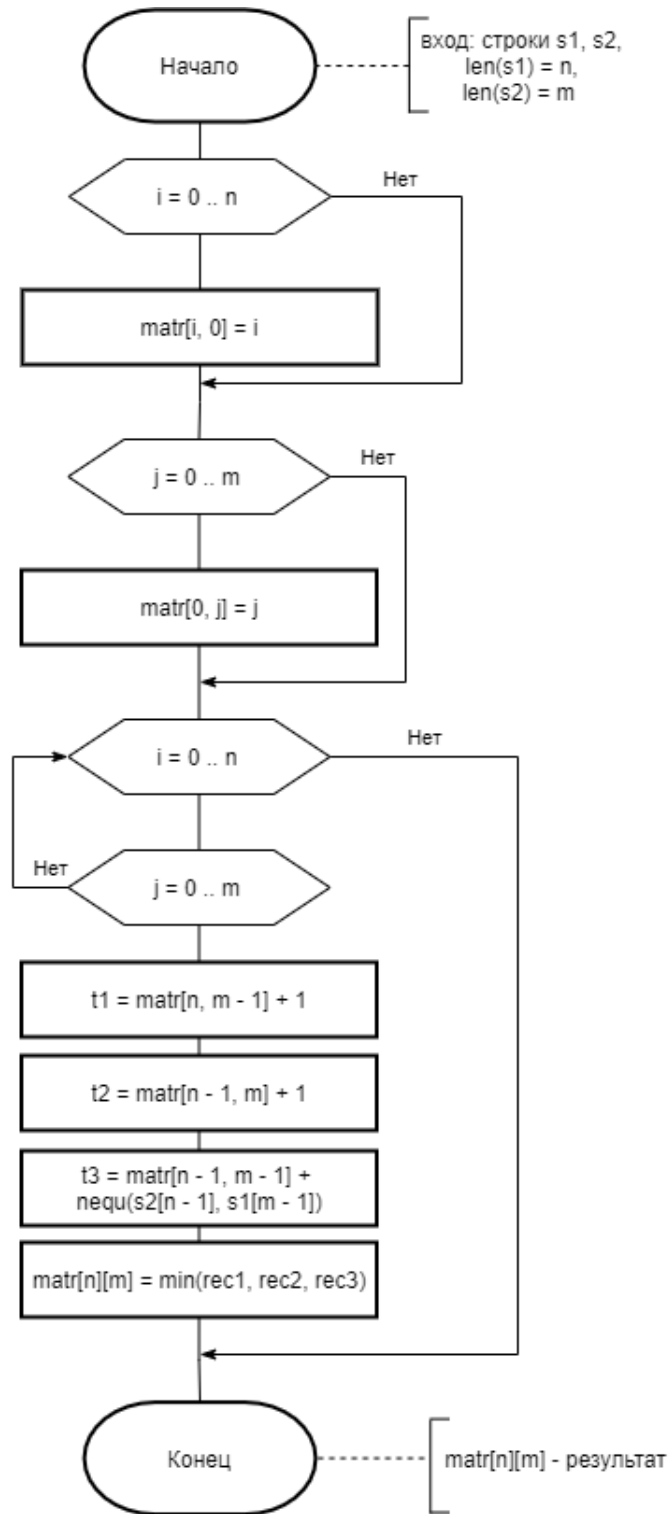 Начало
вход: строки s1, s2,
len(s1) = n,
len(s2) = m
i = 0 .. n
Нет
matr[i, 0] = i
j = 0 .. m
Нет
matr[0, j] = j
i = 0 .. n
Нет
j = 0 .. m
Нет
t1 = matr[n, m - 1] + 1
t2 = matr[n - 1, m] + 1
t3 = matr[n - 1, m - 1] +
nequ(s2[n - 1], s1[m - 1])
matr[n][m] = min(rec1, rec2, rec3)
Конец
matr[n][m] - результат